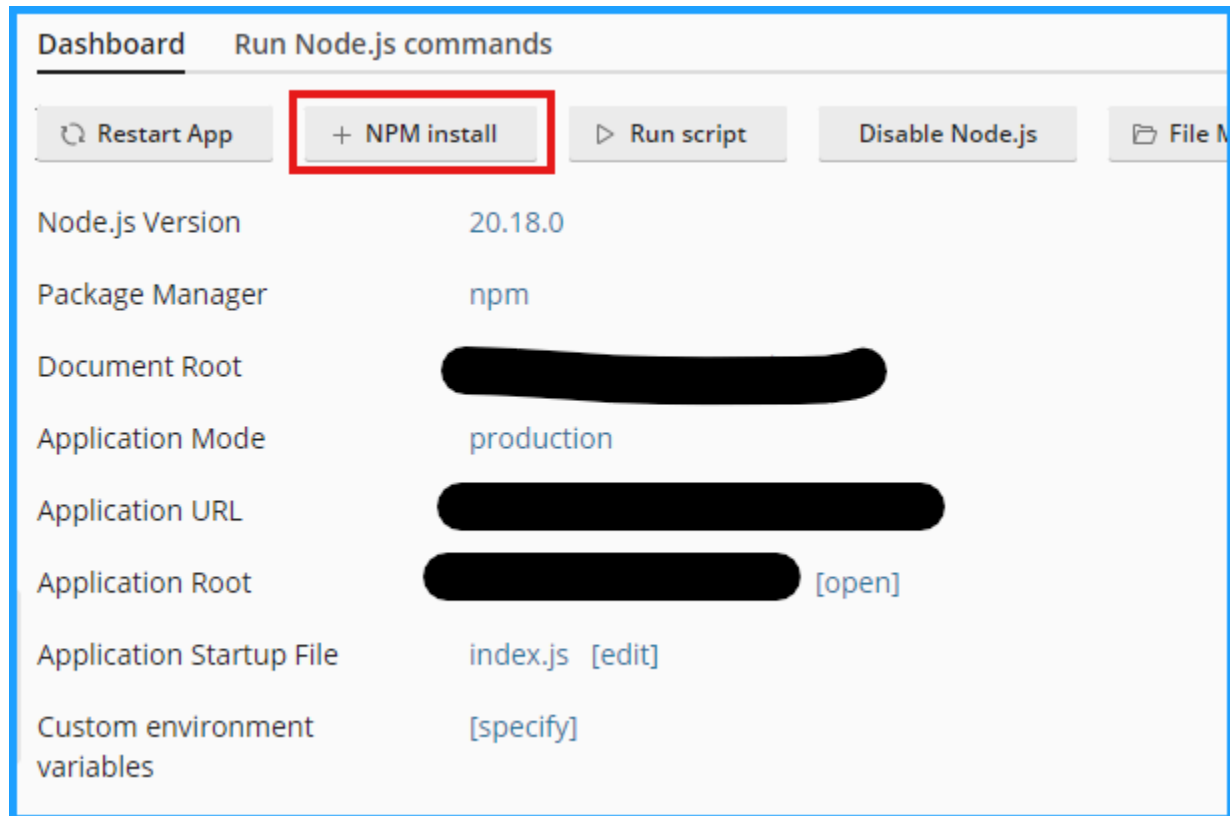 Dashboard Run Node.js commands
Restart App + NPM install Run script Disable Node.js File
Node.js Version 20.18.0
Package Manager npm
Document Root
Application Mode production
Application URL
Application Root [open]
Application Startup File index.js [edit]
Custom environment [specify]
variables